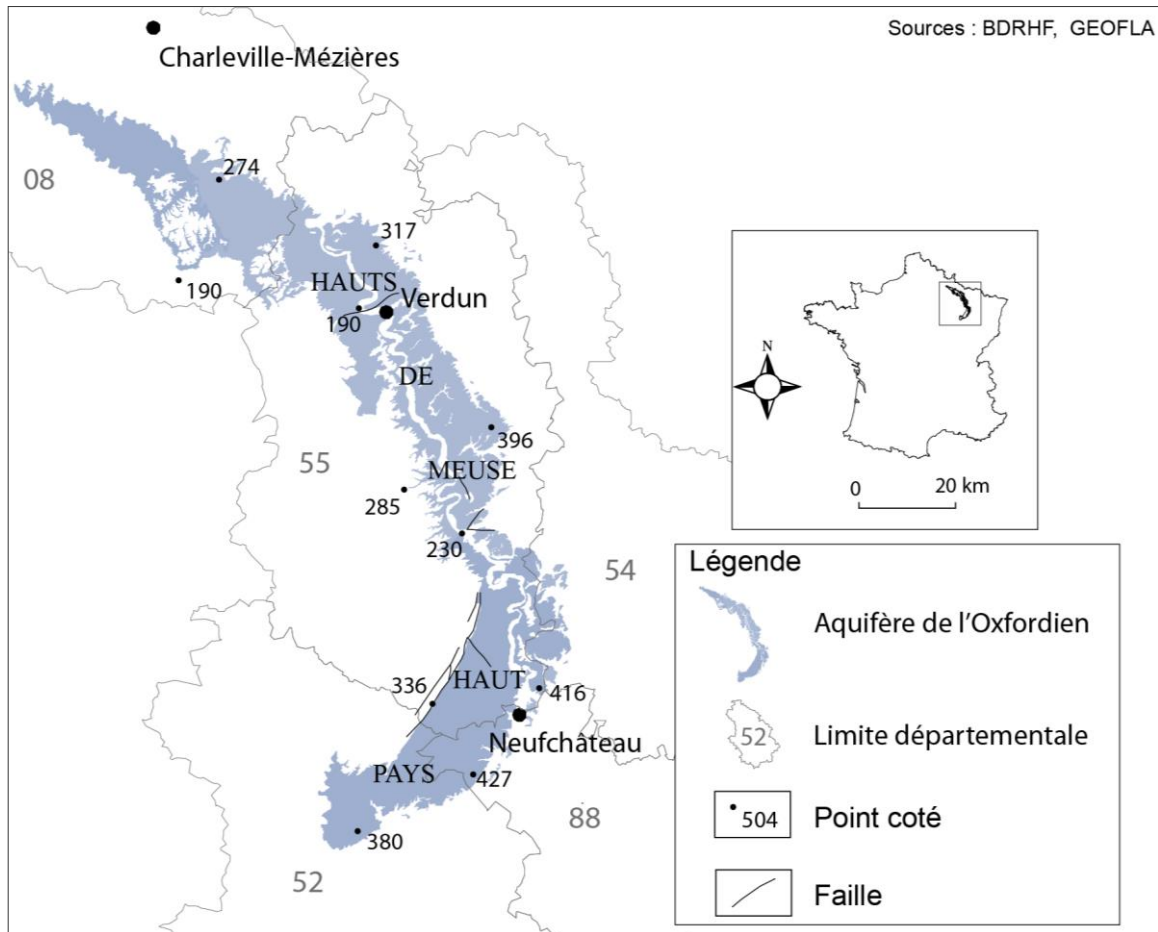 Sources : BDRHF, GEOFLA
Charleville-Mézières
08
274
317
190
HAUTS
190
Verdun
DE
396
55
MEUSE
285
230
54
336
HAUT
416
Neufchâteau
PAYS
427
380
88
52
N
0 20 km
Légende
Aquifère de l'Oxfordien
52 Limite départementale
504 Point coté
Faille